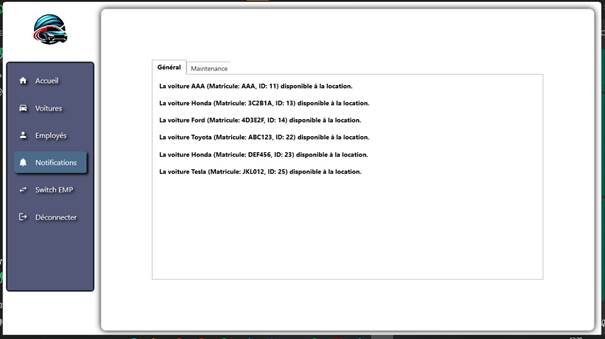 Accueil
Voitures
Employés
Notifications
Switch EMP
Déconnecter
Général
Maintenance
La voiture AAA (Matricule: AAA, ID: 11) disponible à la location.
La voiture Honda (Matricule: 3C2B1A, ID: 13) disponible à la location.
La voiture Ford (Matricule: 4D3E2F, ID: 14) disponible à la location.
La voiture Toyota (Matricule: ABC123, ID: 22) disponible à la location.
La voiture Honda (Matricule: DEF456, ID: 23) disponible à la location.
La voiture Tesla (Matricule: JKL012, ID: 25) disponible à la location.